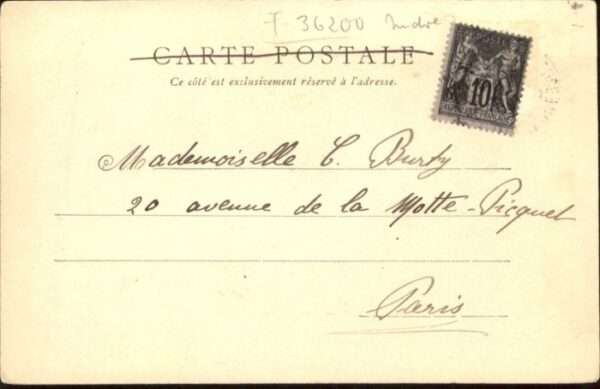 T 36200 Indre
CARTE POSTALE
Ce côté est exclusivement réservé à l'adresse.
10
Mademoiselle C. Burty
20 avenue de la Motte-Picquet
Paris